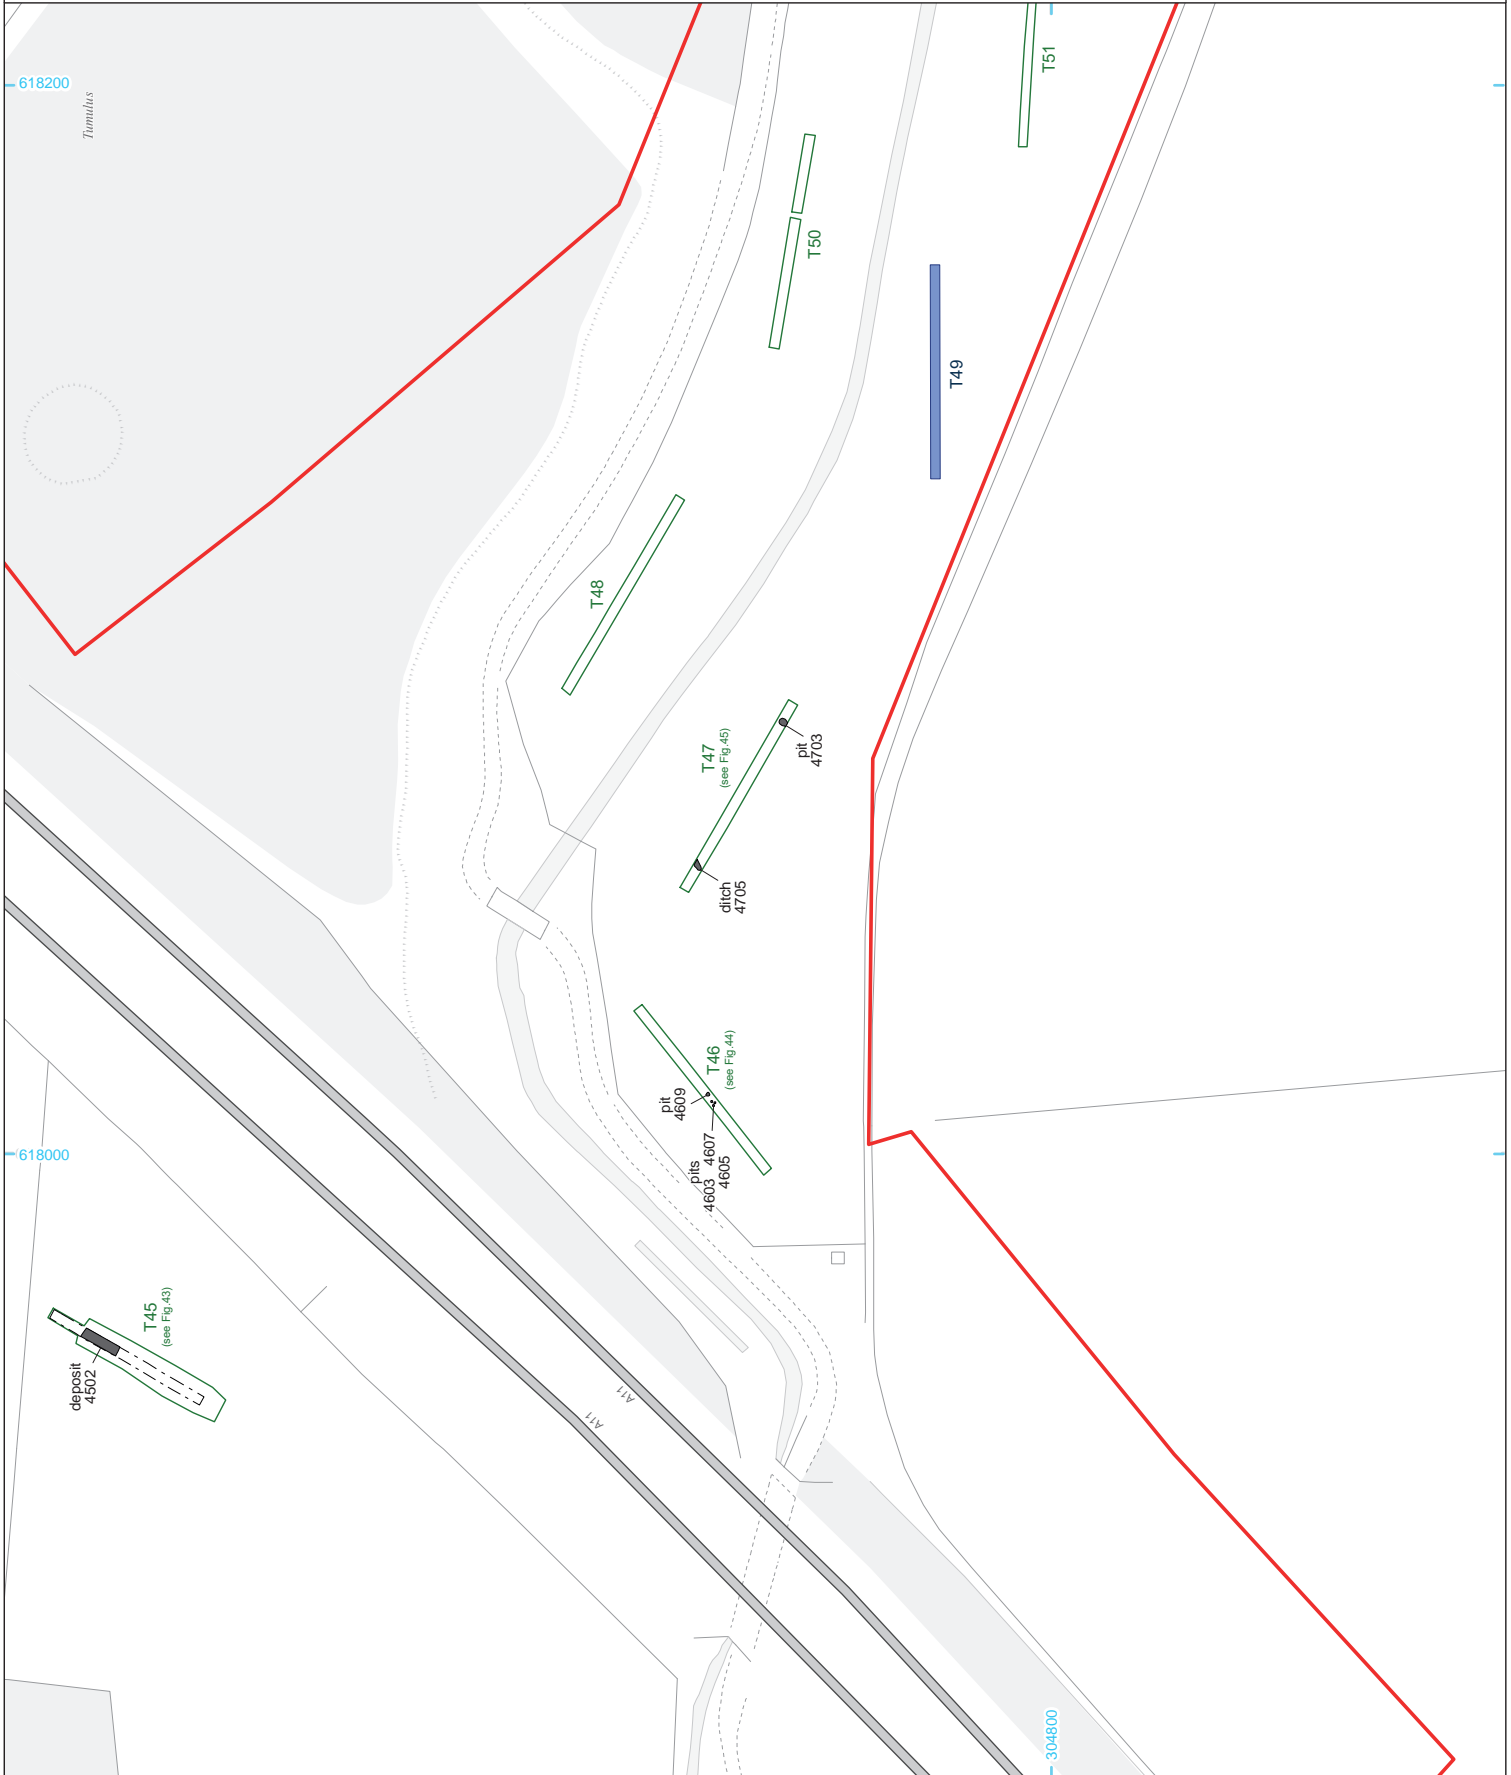 618200
Tumulus
T51
T50
T49
T48
T47
(see Fig.45)
pit
4703
ditch
4705
T46
(see Fig.44)
pit
4609
pits
4603 4607
4605
618000
T45
(see Fig.43)
deposit
4502
A11
A11
304800